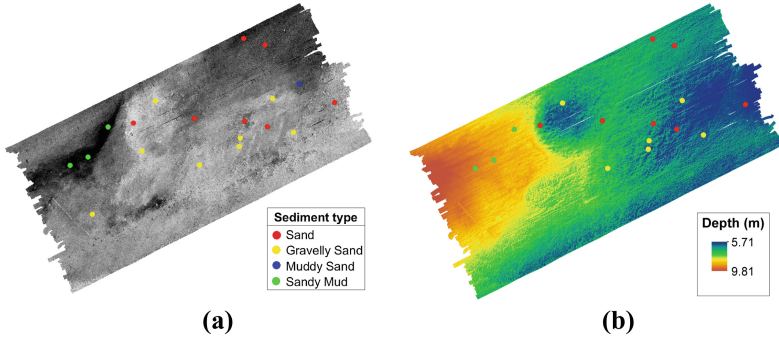 Sediment type
Sand
Gravelly Sand
Muddy Sand
Sandy Mud
Depth (m)
5.71
9.81
(a)
(b)